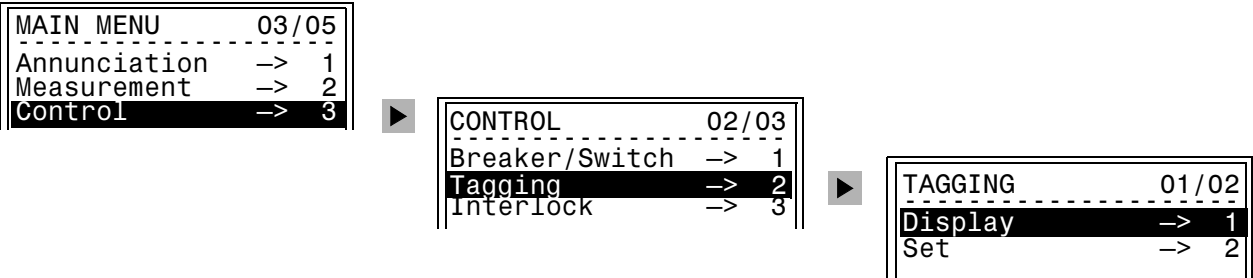 MAIN MENU 03/05
--------------------
Annunciation —> 1
Measurement —> 2
Control —> 3
CONTROL 02/03
--------------------
Breaker/Switch —> 1
Tagging —> 2
Interlock —> 3
TAGGING 01/02
--------------------
Display —> 1
Set —> 2